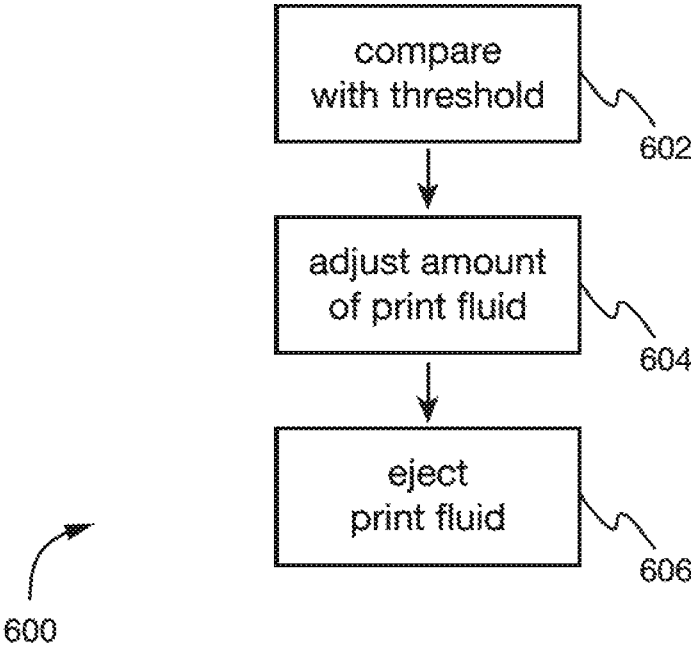 compare
with threshold
602
adjust amount
of print fluid
604
eject
print fluid
606
600